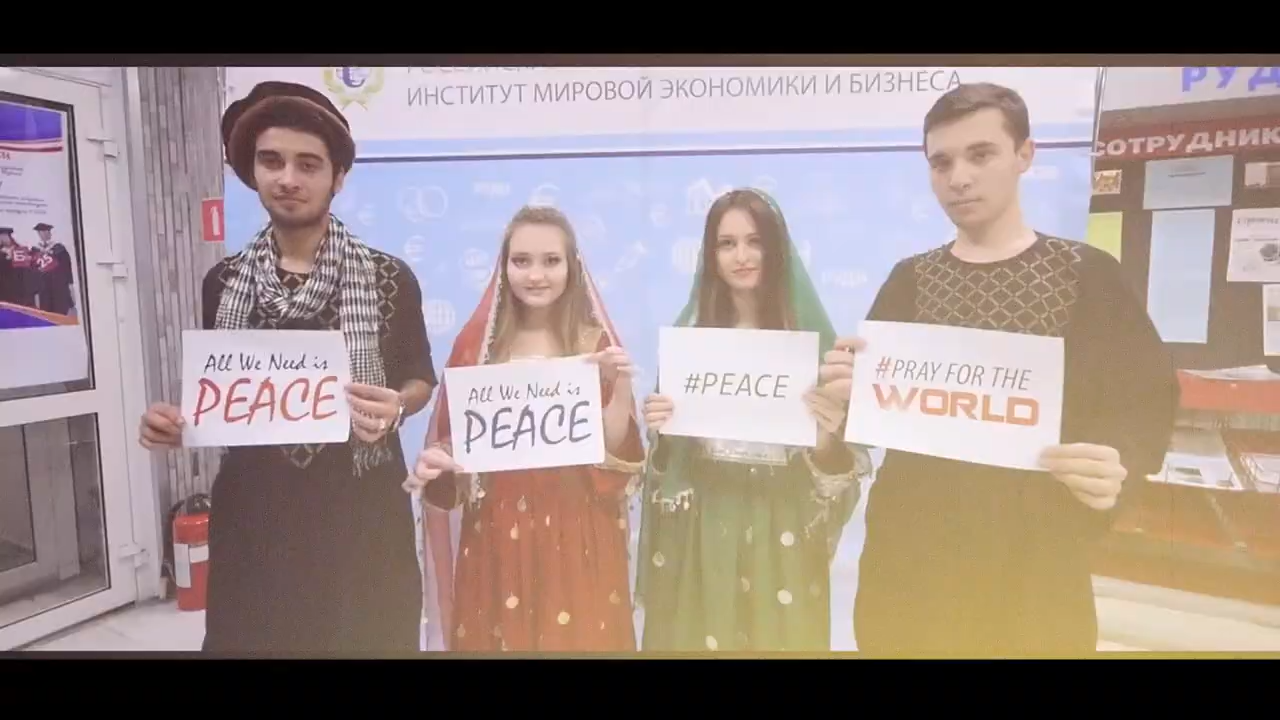 ИНСТИТУТ МИРОВОЙ ЭКОНОМИКИ И БИЗНЕСА
РУД
СОТРУДНИК
All We Need is
PEACE
All We Need is
PEACE
#PEACE
#PRAY FOR THE
WORLD